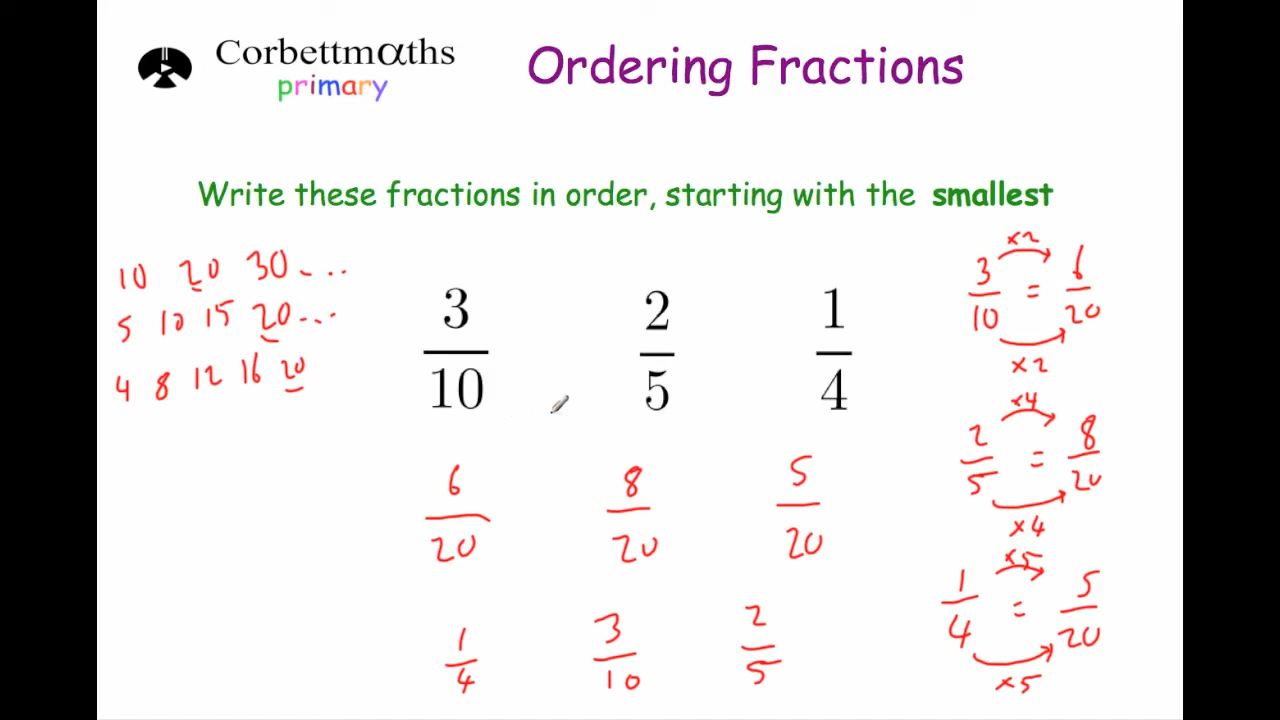 Corbettmαths
primary
Ordering Fractions
Write these fractions in order, starting with the smallest
10 20 30 ....
5 10 15 20 ...
4 8 12 16 20
3/10 2/5 1/4
6/20 8/20 5/20
1/4 3/10 2/5
×2
3/10 = 6/20
×2
×4
2/5 = 8/20
×4
×5
1/4 = 5/20
×5